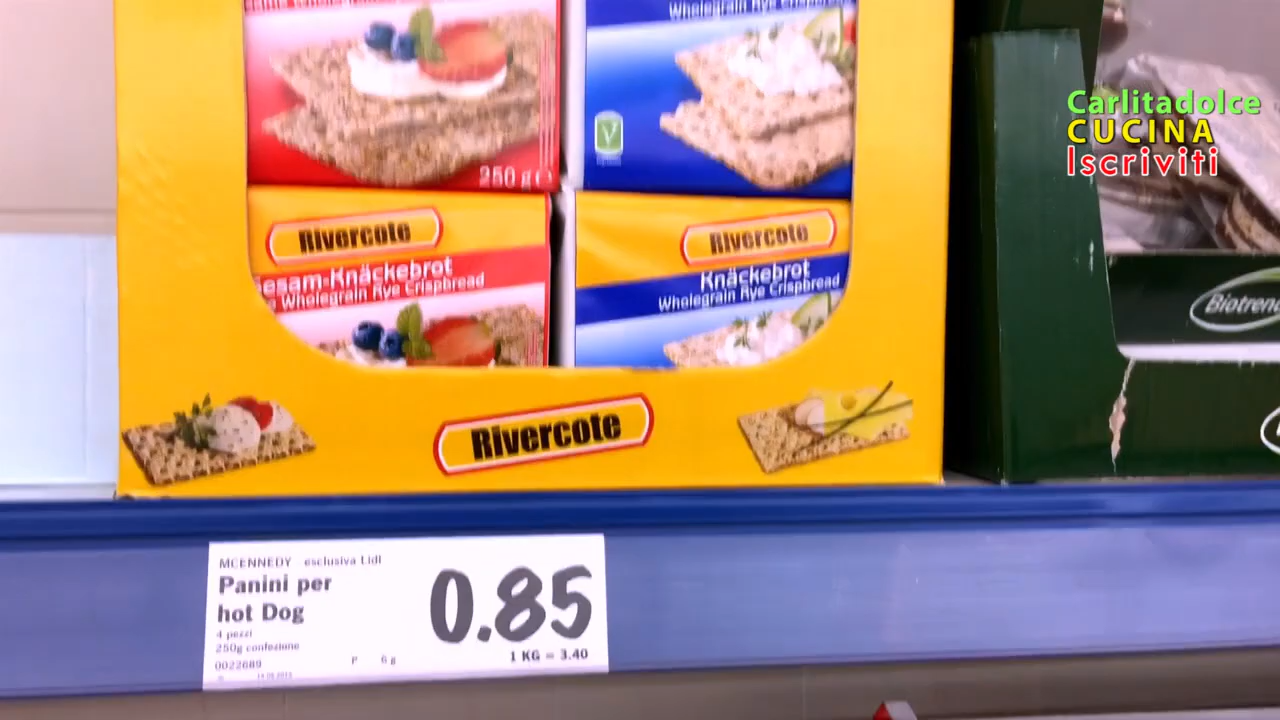 Wholegrain Rye
250 g e
Rivercote
Sesam-Knäckebrot
Wholegrain Rye Crispbread
Rivercote
Knäckebrot
Wholegrain Rye Crispbread
Rivercote
Carlitadolce
CUCINA
Iscriviti
Biotrend
MCENNEDY esclusiva Lidl
Panini per
hot Dog
4 pezzi
250g confezione
0022689
P 6 g
0.85
1 KG = 3.40